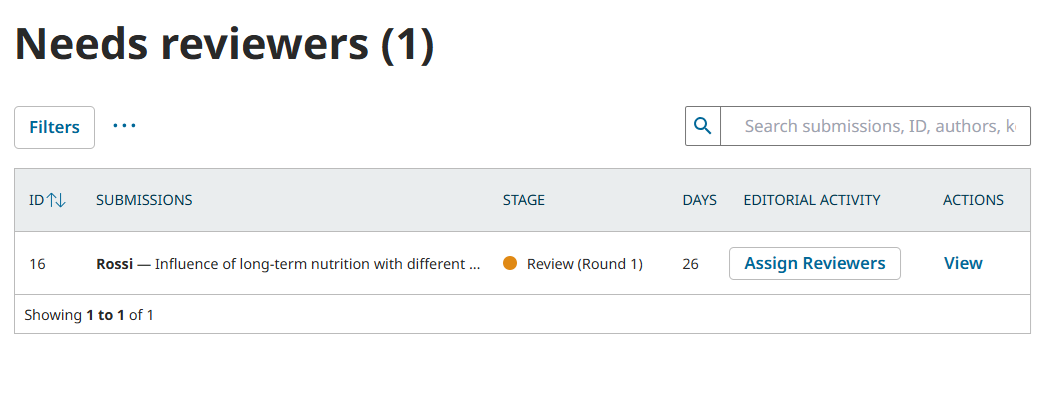 Needs reviewers (1)
Filters ··· Search submissions, ID, authors, k
ID↑↓ SUBMISSIONS STAGE DAYS EDITORIAL ACTIVITY ACTIONS
16 Rossi — Influence of long-term nutrition with different ... Review (Round 1) 26 Assign Reviewers View
Showing 1 to 1 of 1